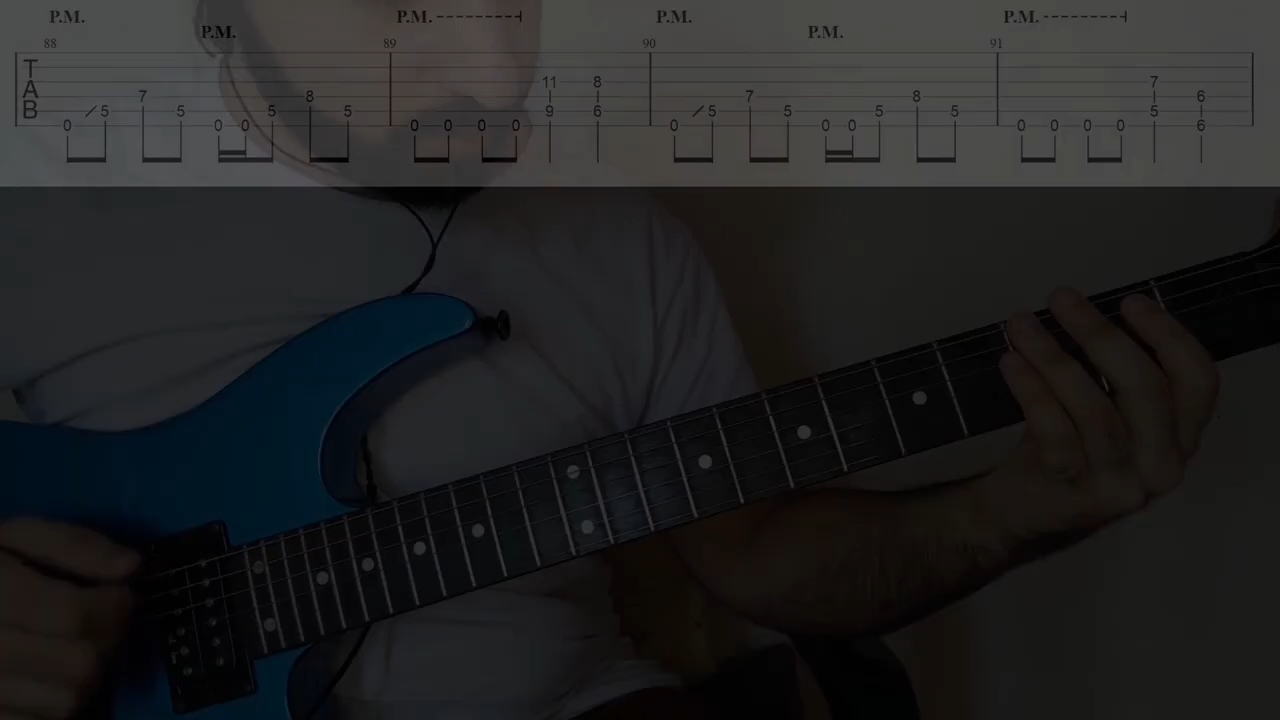 P.M. P.M. P.M. P.M.
P.M. P.M.
88 89 90 91
T
11 8 7
A
7 8 7 8 6
B
5 5 5 5 9 6 5 5 5 5 5
0 0 0 0 0 0 0 0 0 0 0 0 0 0 6